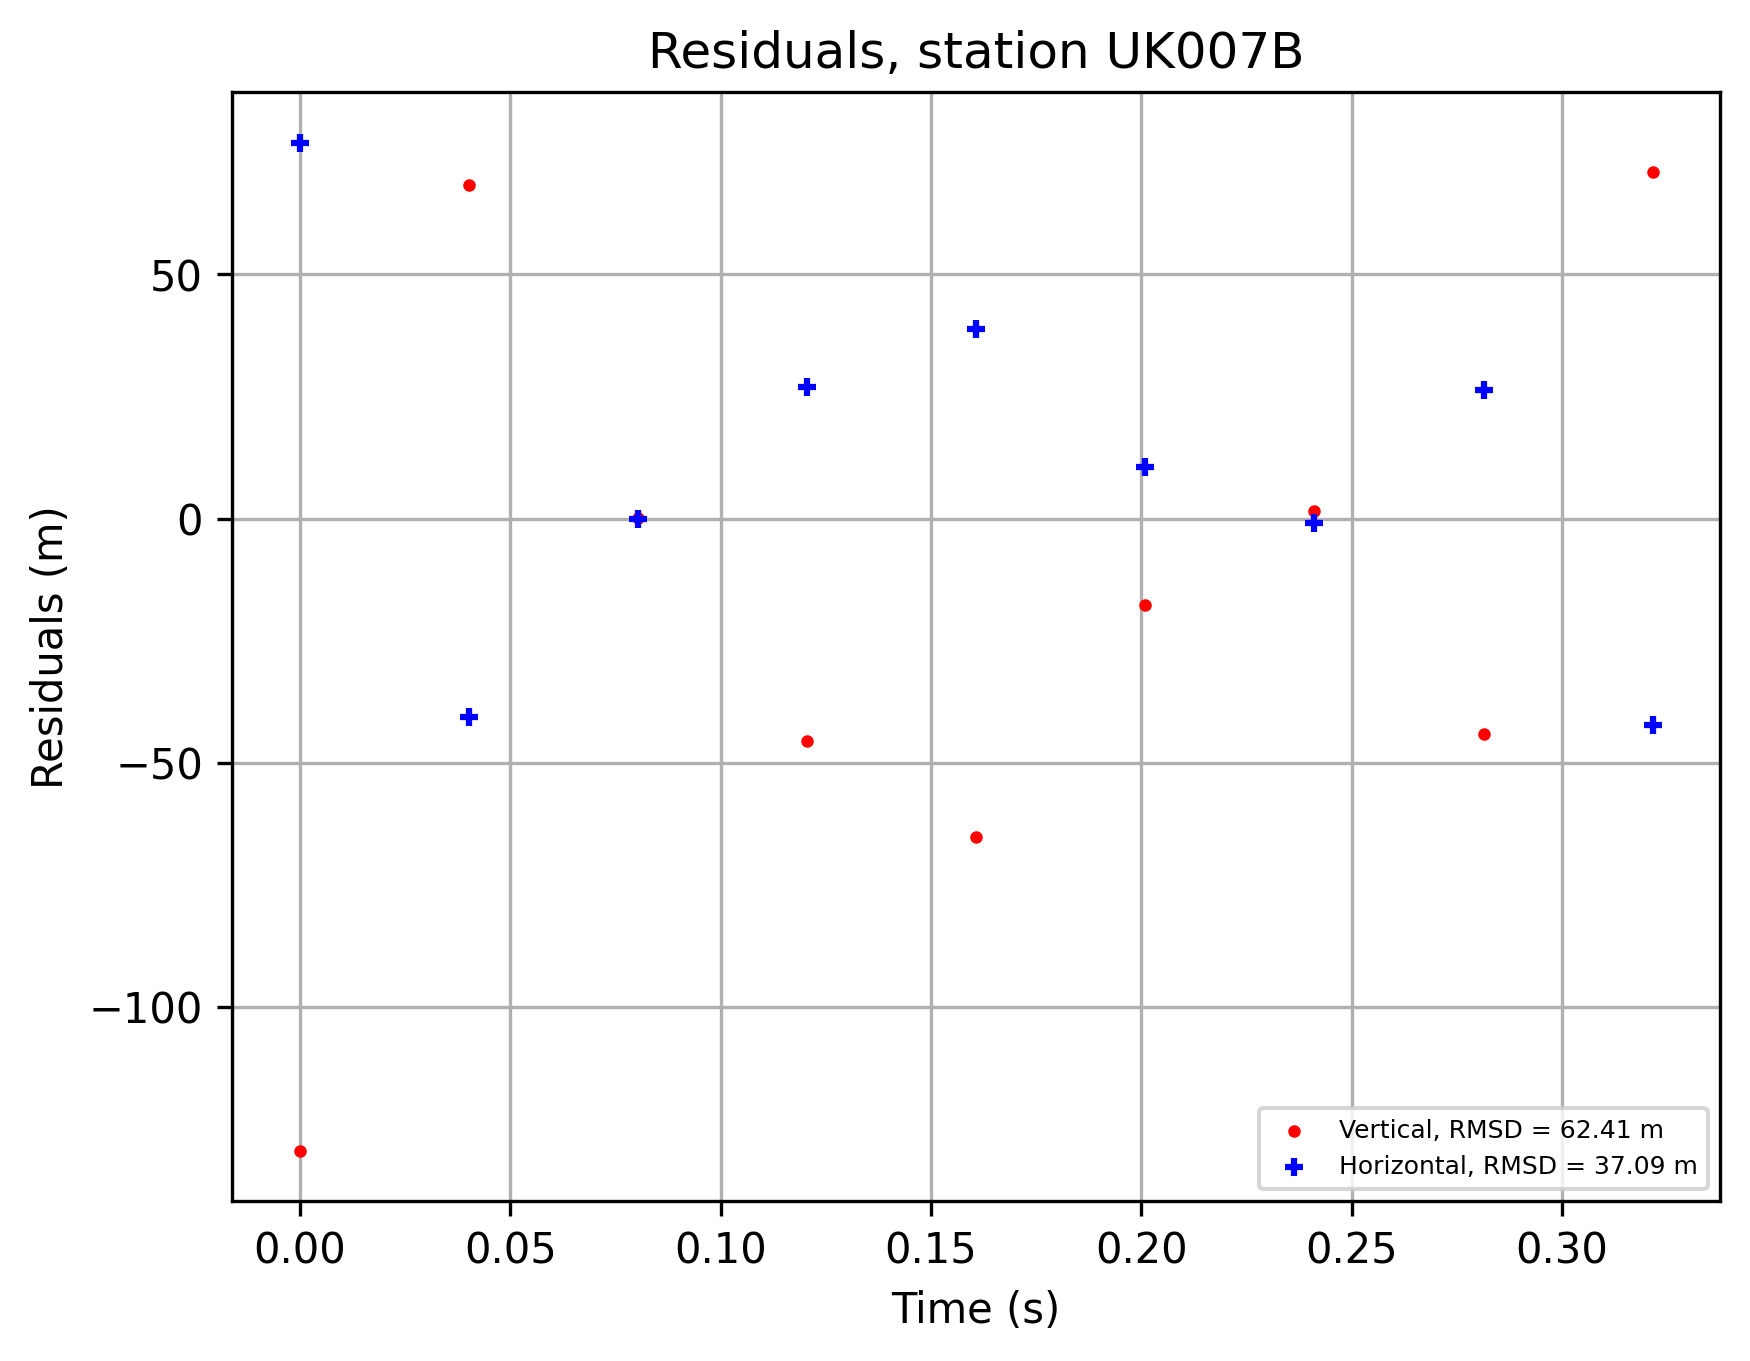 Residuals, station UK007B
50
0
−50
−100
Residuals (m)
Vertical, RMSD = 62.41 m
Horizontal, RMSD = 37.09 m
0.00 0.05 0.10 0.15 0.20 0.25 0.30
Time (s)